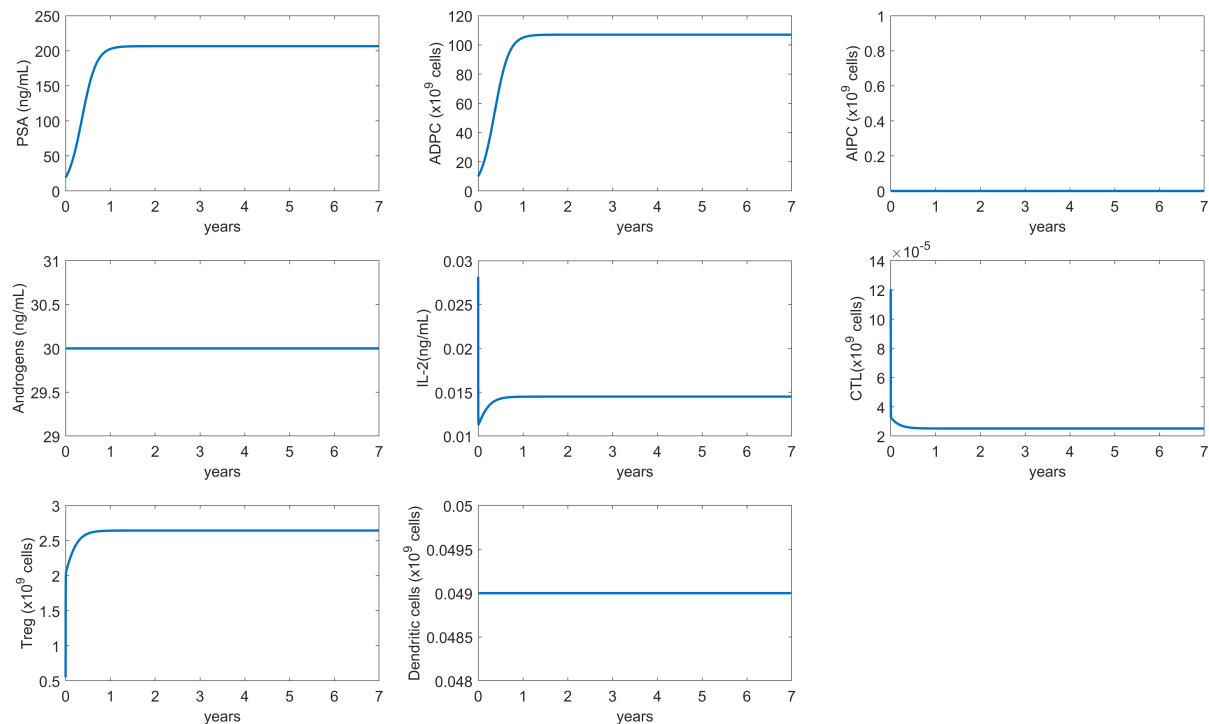 PSA (ng/mL)
250
200
150
100
50
0
0 1 2 3 4 5 6 7
years
ADPC (x10^9 cells)
120
100
80
60
40
20
0
0 1 2 3 4 5 6 7
years
AIPC (x10^9 cells)
1
0.8
0.6
0.4
0.2
0
0 1 2 3 4 5 6 7
years
Androgens (ng/mL)
31
30.5
30
29.5
29
0 1 2 3 4 5 6 7
years
IL-2(ng/mL)
0.03
0.025
0.02
0.015
0.01
0 1 2 3 4 5 6 7
years
CTL(x10^9 cells)
×10^-5
14
12
10
8
6
4
2
0 1 2 3 4 5 6 7
years
Treg (x10^9 cells)
3
2.5
2
1.5
1
0.5
0 1 2 3 4 5 6 7
years
Dendritic cells (x10^9 cells)
0.05
0.0495
0.049
0.0485
0.048
0 1 2 3 4 5 6 7
years